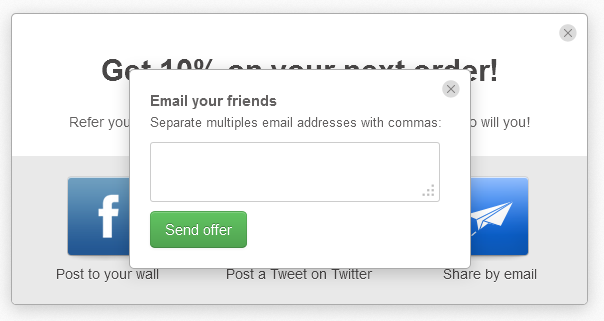 Get 10% on your next order!
Email your friends
Separate multiples email addresses with commas:
Refer you
o will you!
Send offer
Post to your wall
Post a Tweet on Twitter
Share by email